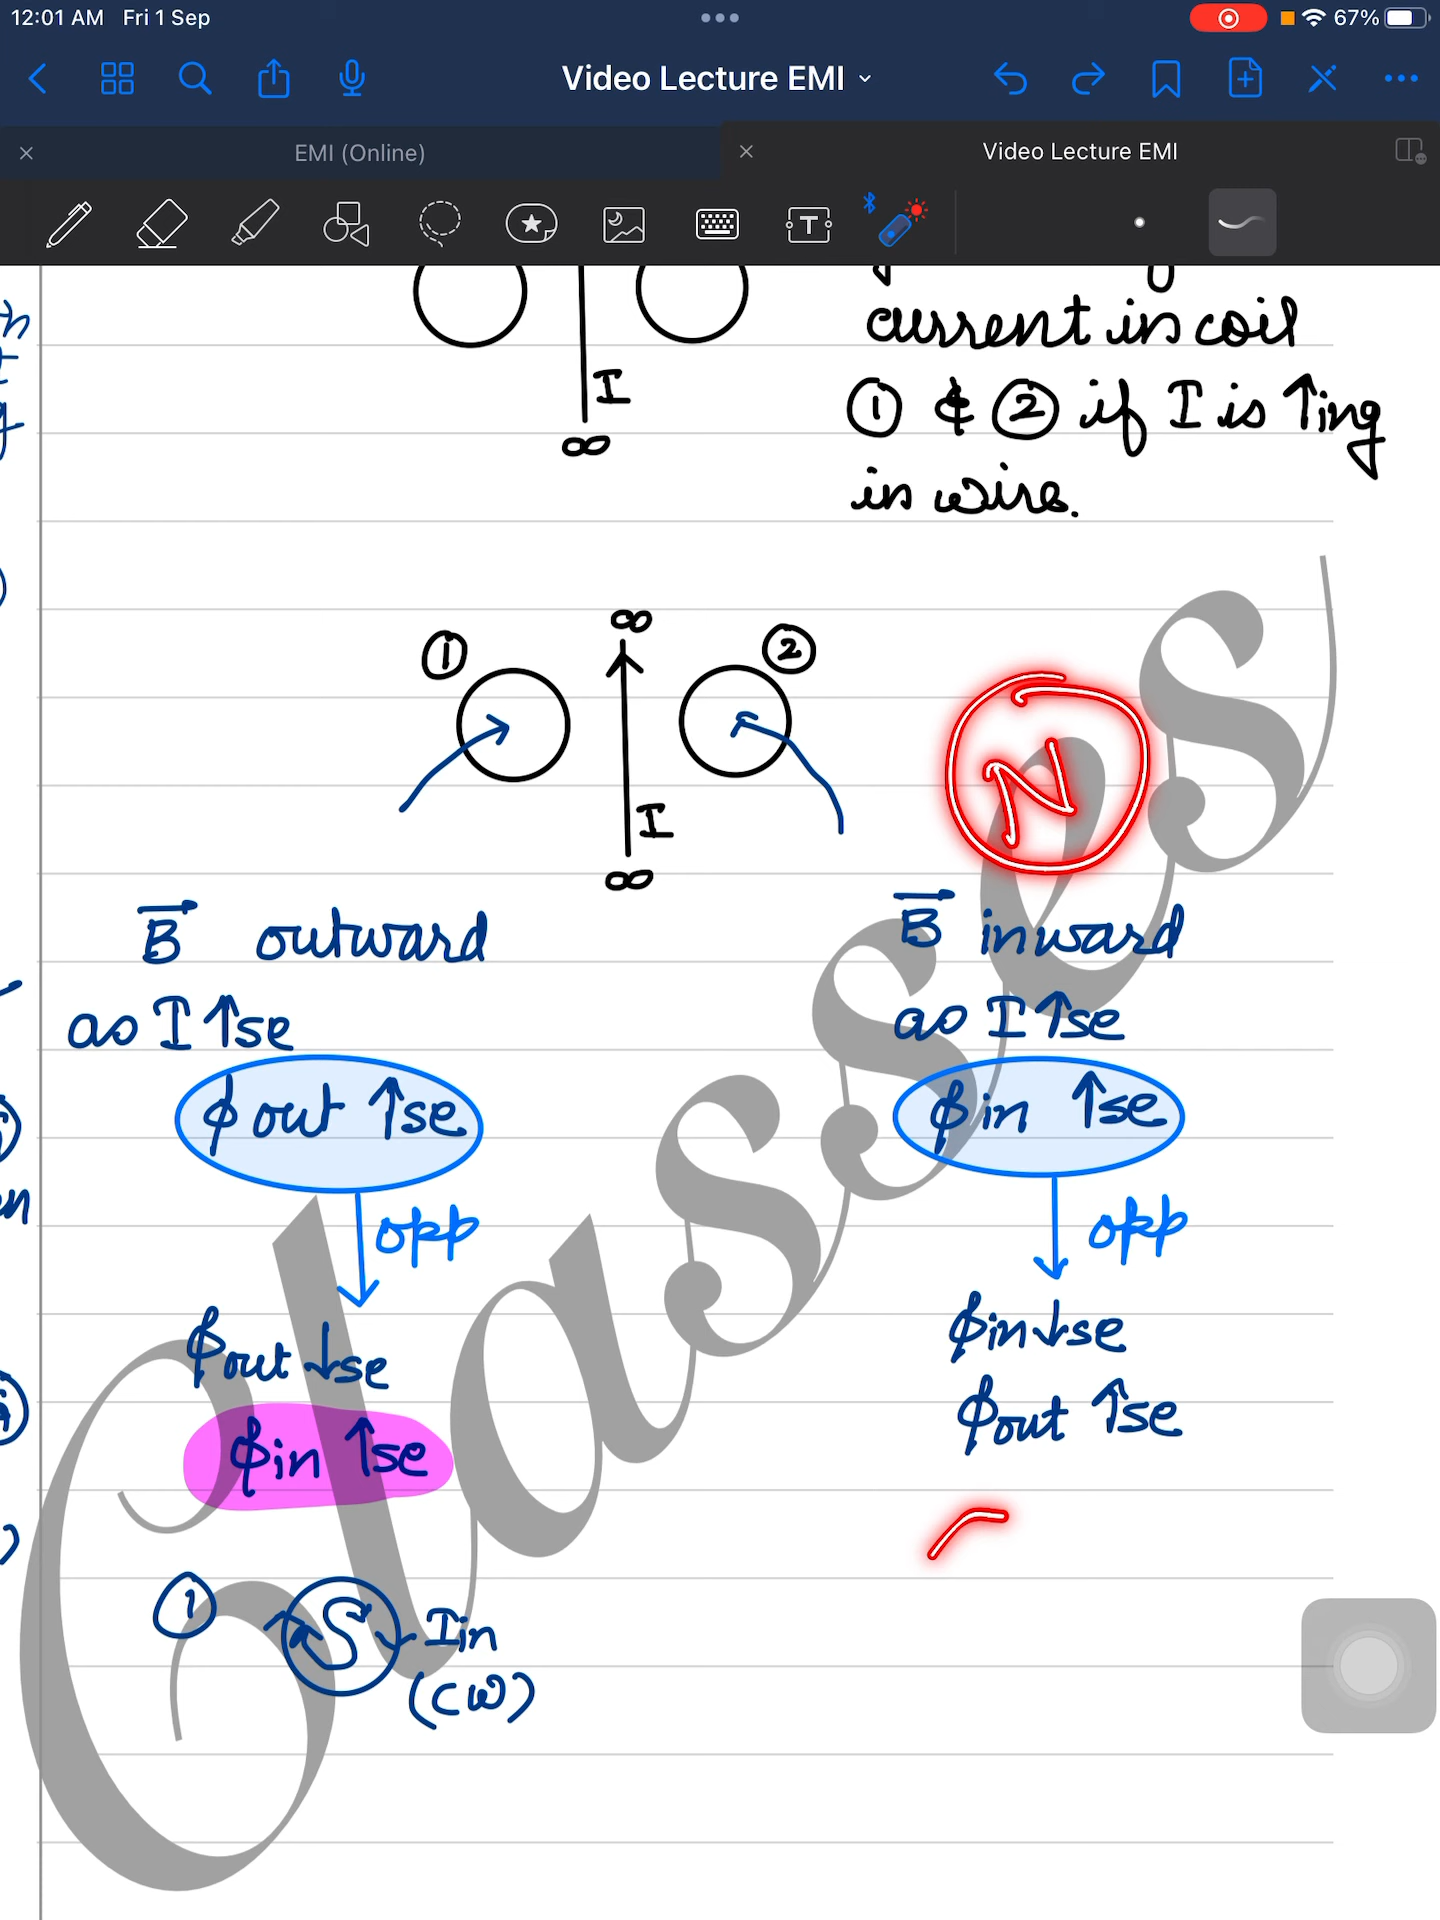 12:01 AM Fri 1 Sep
67%
Video Lecture EMI
EMI (Online)
Video Lecture EMI
T
current in coil
① & ② if I is ↑ing
in wire.
I
∞
∞
① ②
I
∞
N
B outward
as I ↑se
ϕ out ↑se
opp
ϕout ↓se
ϕin ↑se
① S Iin
(CW)
B inward
as I ↑se
ϕin ↑se
opp
ϕin↓se
ϕout ↑se
Classes